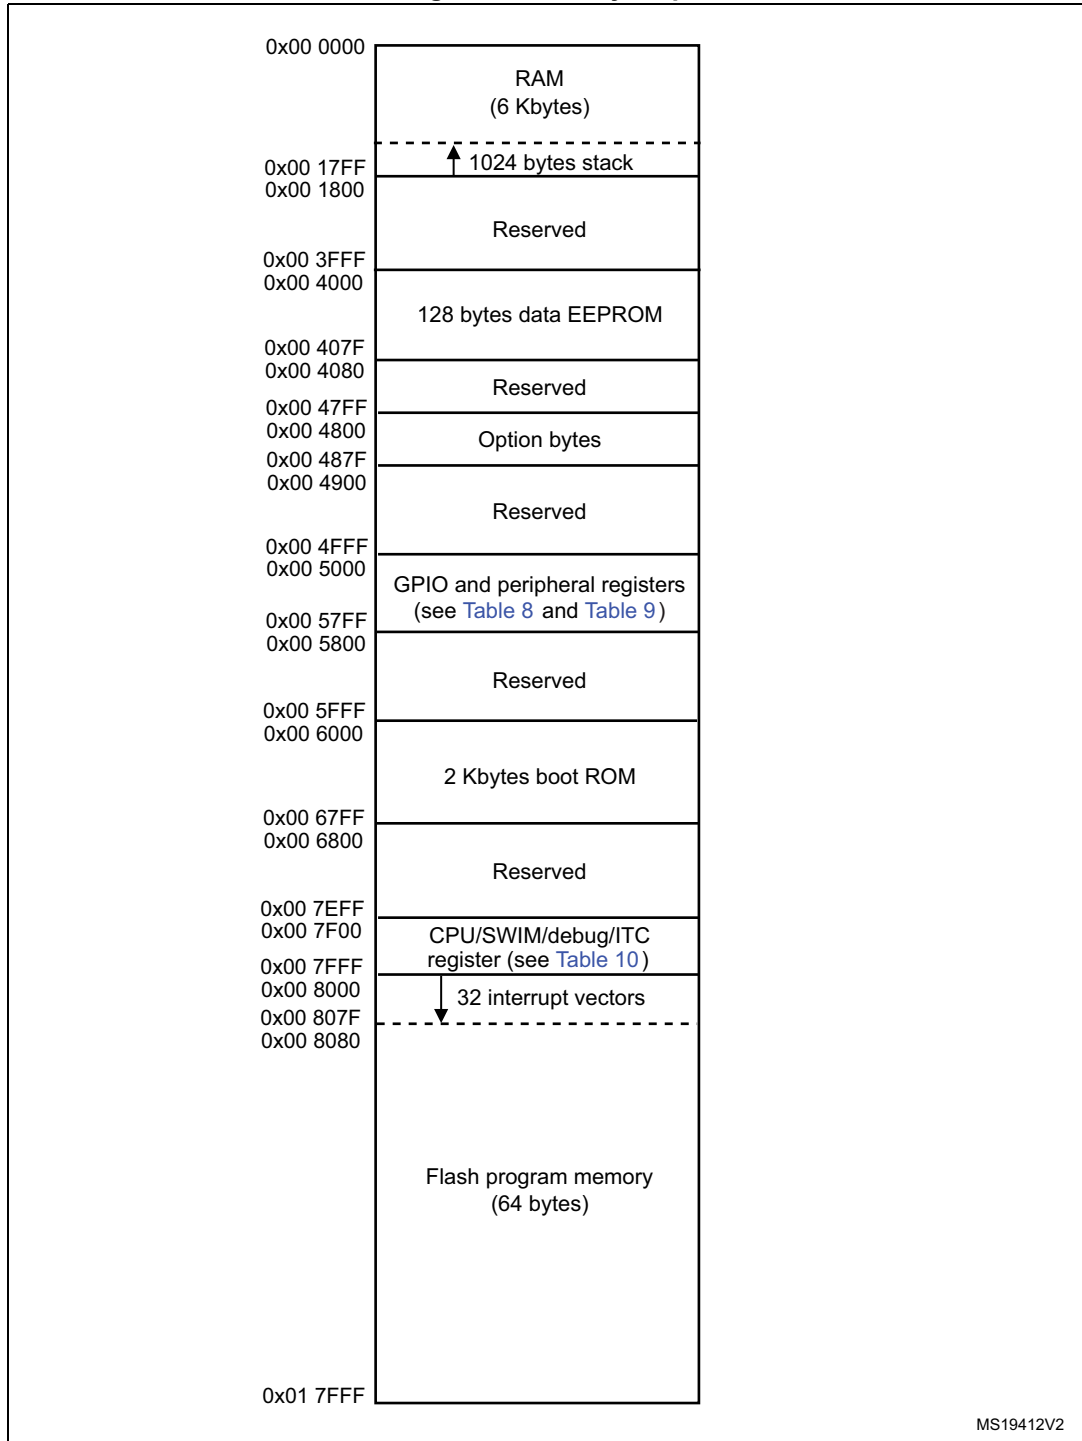 0x00 0000
RAM
(6 Kbytes)
1024 bytes stack
0x00 17FF
0x00 1800
Reserved
0x00 3FFF
0x00 4000
128 bytes data EEPROM
0x00 407F
0x00 4080
Reserved
0x00 47FF
0x00 4800
Option bytes
0x00 487F
0x00 4900
Reserved
0x00 4FFF
0x00 5000
GPIO and peripheral registers
(see Table 8 and Table 9)
0x00 57FF
0x00 5800
Reserved
0x00 5FFF
0x00 6000
2 Kbytes boot ROM
0x00 67FF
0x00 6800
Reserved
0x00 7EFF
0x00 7F00
CPU/SWIM/debug/ITC
register (see Table 10)
0x00 7FFF
0x00 8000
32 interrupt vectors
0x00 807F
0x00 8080
Flash program memory
(64 bytes)
0x01 7FFF
MS19412V2